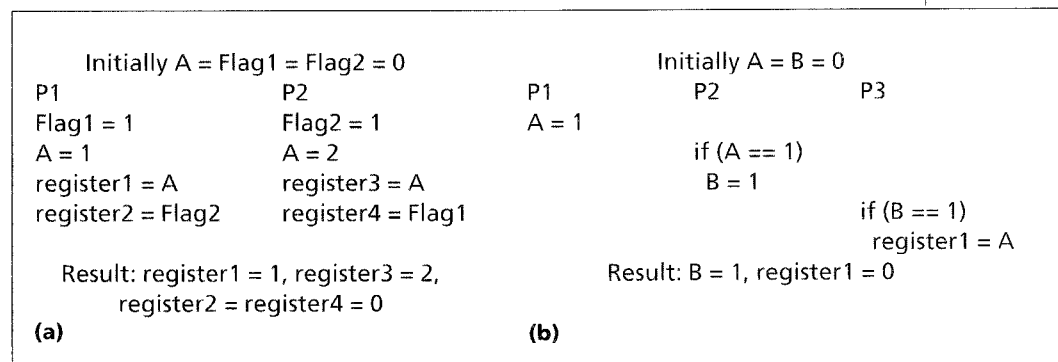 Initially A = Flag1 = Flag2 = 0
P1 P2
Flag1 = 1 Flag2 = 1
A = 1 A = 2
register1 = A register3 = A
register2 = Flag2 register4 = Flag1
Result: register1 = 1, register3 = 2,
register2 = register4 = 0
(a)
Initially A = B = 0
P1 P2 P3
A = 1
if (A == 1)
B = 1
if (B == 1)
register1 = A
Result: B = 1, register1 = 0
(b)